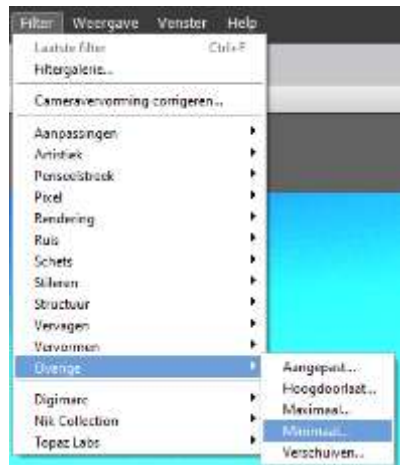 Filter Weergave Venster Help
Laatste filter Ctrl+F
Filtergalerie...
Cameravervorming corrigeren...
Aanpassingen
Artistiek
Penseelstreek
Pixel
Rendering
Ruis
Schets
Stileren
Structuur
Vervagen
Vervormen
Overige
Aangepast...
Hoogdoorlaat...
Maximaal...
Minimaal...
Verschuiven...
Digimarc
Nik Collection
Topaz Labs